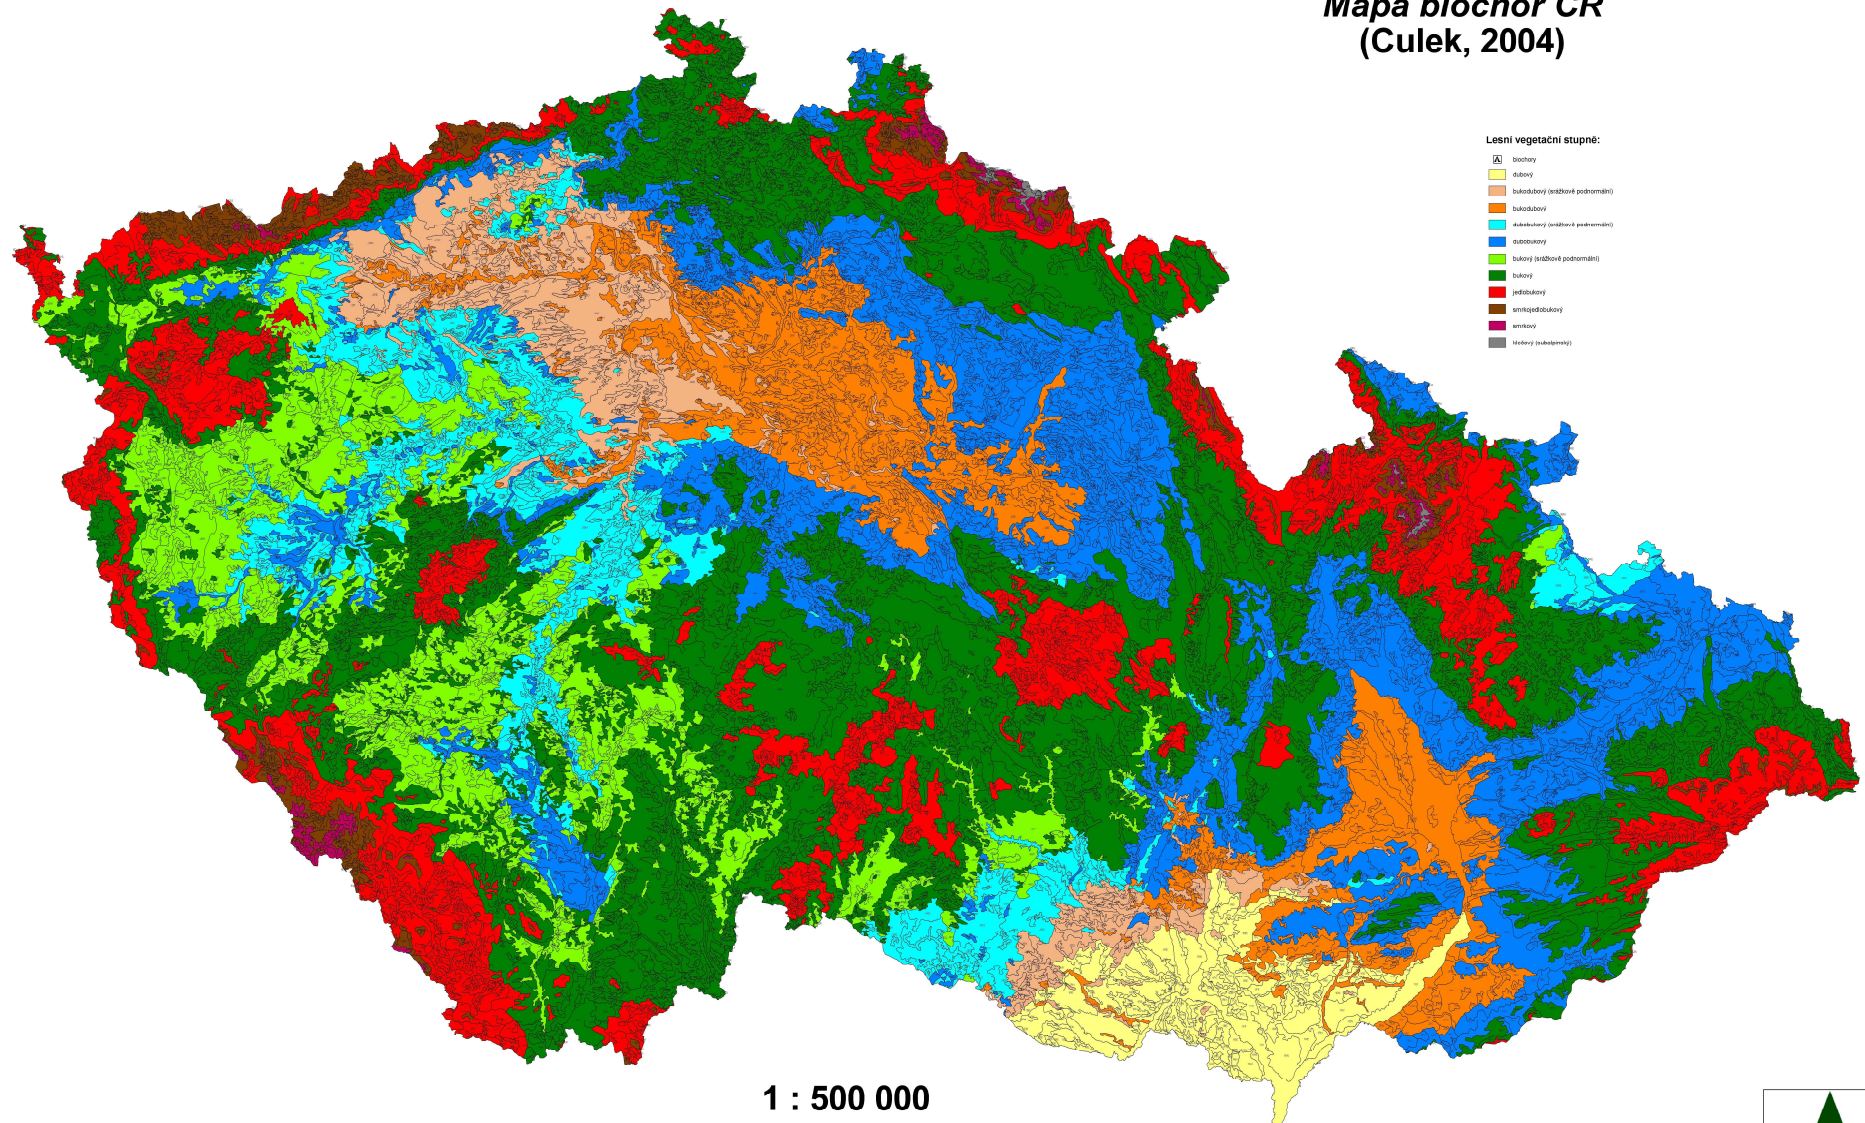 Mapa biochor ČR
(Culek, 2004)
Lesní vegetační stupně:
A biochory
dubový
bukodubový (srážkově podnormální)
bukodubový
dubobukový (srážkově podnormální)
dubobukový
bukový (srážkově podnormální)
bukový
jedlobukový
smrkojedlobukový
smrkový
klečový (subalpinský)
1 : 500 000